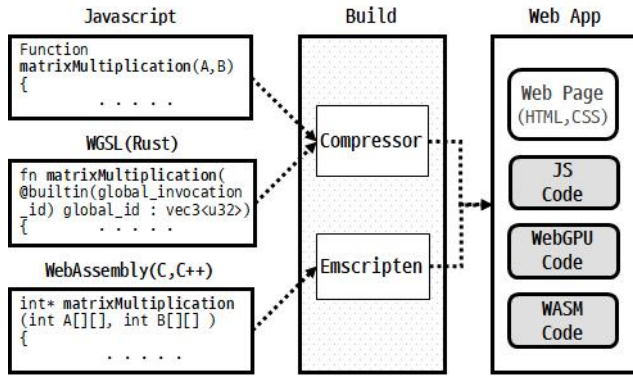 Javascript
Function
matrixMultiplication(A,B)
{
. . . . .
WGSL(Rust)
fn matrixMultiplication(
@builtin(global_invocation
_id) global_id : vec3<u32>)
{ . . . . .
WebAssembly(C,C++)
int* matrixMultiplication
(int A[][], int B[][] )
{
. . . . .
Build
Compressor
Emscripten
Web App
Web Page
(HTML,CSS)
JS
Code
WebGPU
Code
WASM
Code